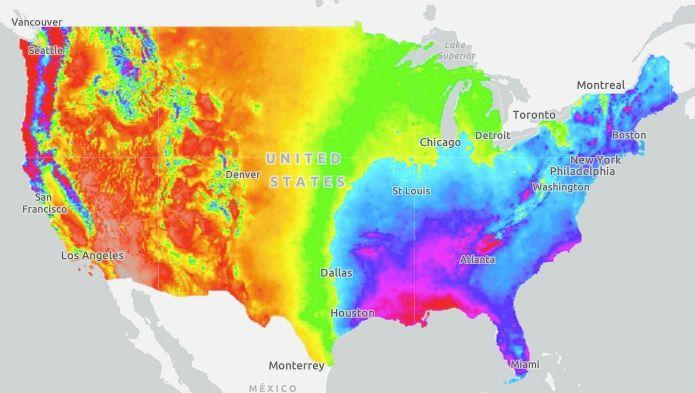 Vancouver
Seattle
Lake
Superior
Montreal
Toronto
Chicago
Detroit
Boston
UNITED
STATES
New York
Philadelphia
Denver
St Louis
Washington
San
Francisco
Los Angeles
Atlanta
Dallas
Houston
Monterrey
Miami
MÉXICO